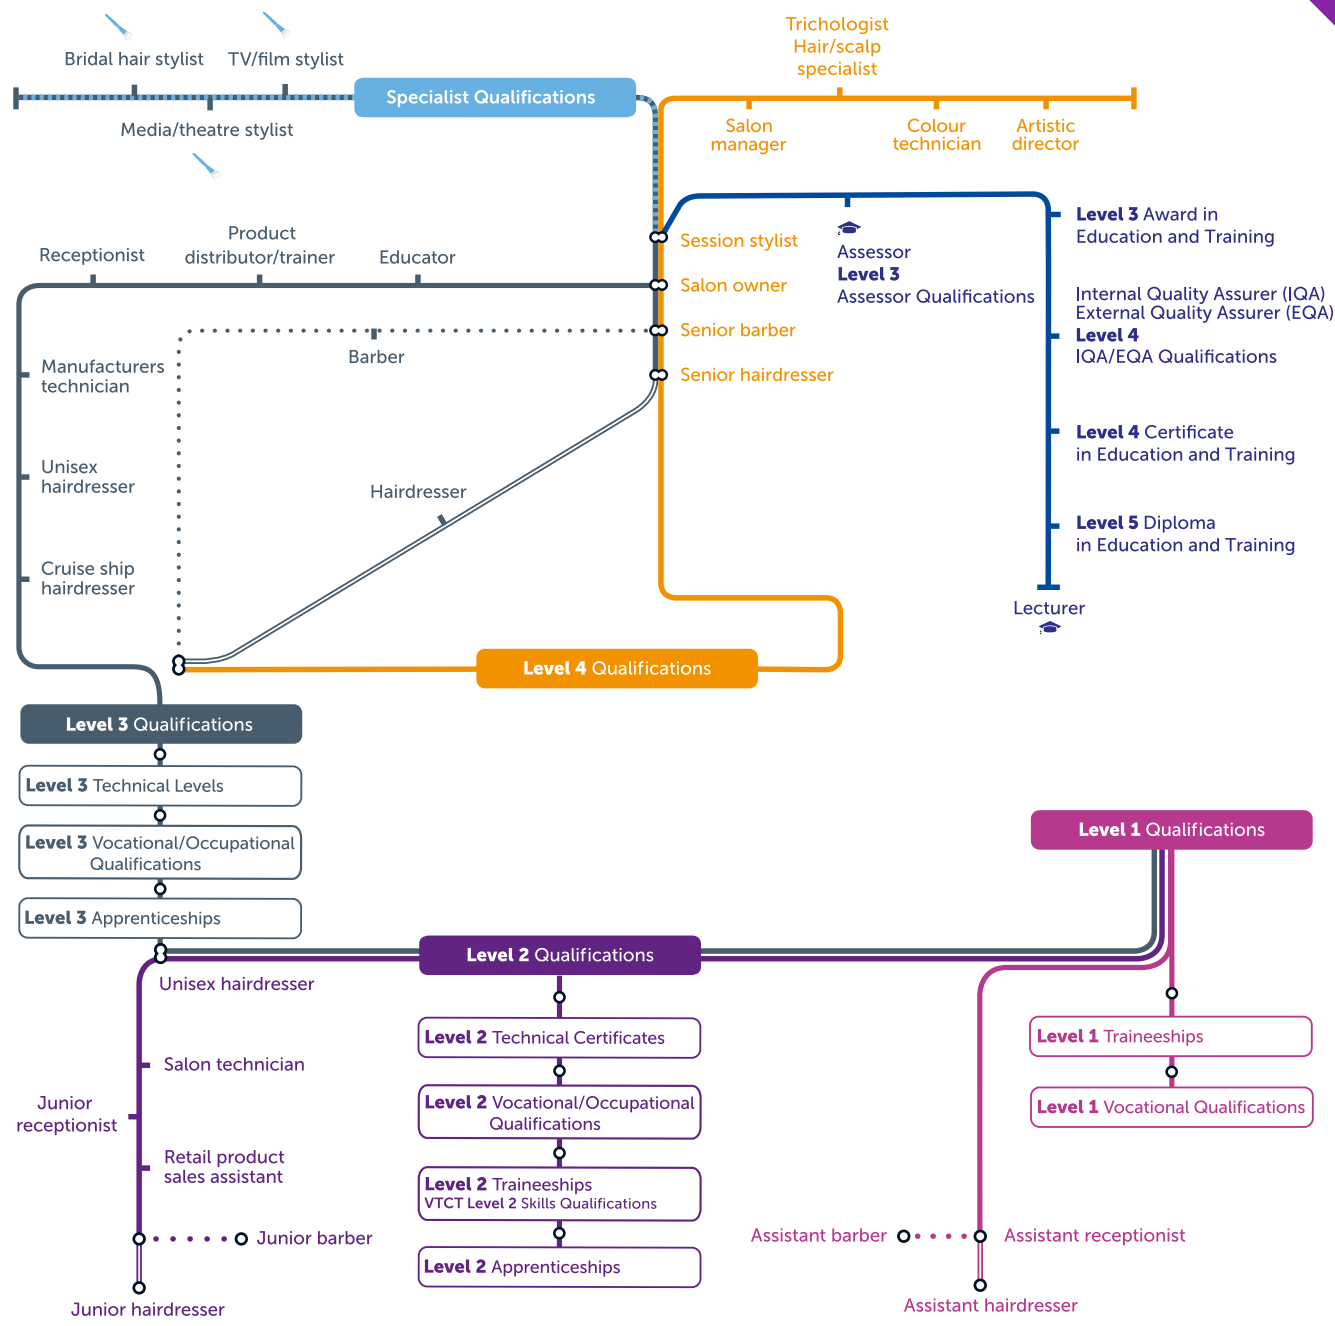 Bridal hair stylist
TV/film stylist
Specialist Qualifications
Media/theatre stylist
Trichologist
Hair/scalp
specialist
Salon
manager
Colour
technician
Artistic
director
Level 3 Award in
Education and Training
Assessor
Level 3
Assessor Qualifications
Internal Quality Assurer (IQA)
External Quality Assurer (EQA)
Level 4
IQA/EQA Qualifications
Level 4 Certificate
in Education and Training
Level 5 Diploma
in Education and Training
Lecturer
Session stylist
Salon owner
Senior barber
Senior hairdresser
Receptionist
Product
distributor/trainer
Educator
Barber
Manufacturers
technician
Unisex
hairdresser
Cruise ship
hairdresser
Hairdresser
Level 4 Qualifications
Level 3 Qualifications
Level 3 Technical Levels
Level 3 Vocational/Occupational
Qualifications
Level 3 Apprenticeships
Level 1 Qualifications
Level 1 Traineeships
Level 1 Vocational Qualifications
Level 2 Qualifications
Level 2 Technical Certificates
Level 2 Vocational/Occupational
Qualifications
Level 2 Traineeships
VTCT Level 2 Skills Qualifications
Level 2 Apprenticeships
Unisex hairdresser
Salon technician
Junior
receptionist
Retail product
sales assistant
Junior barber
Junior hairdresser
Assistant barber
Assistant receptionist
Assistant hairdresser